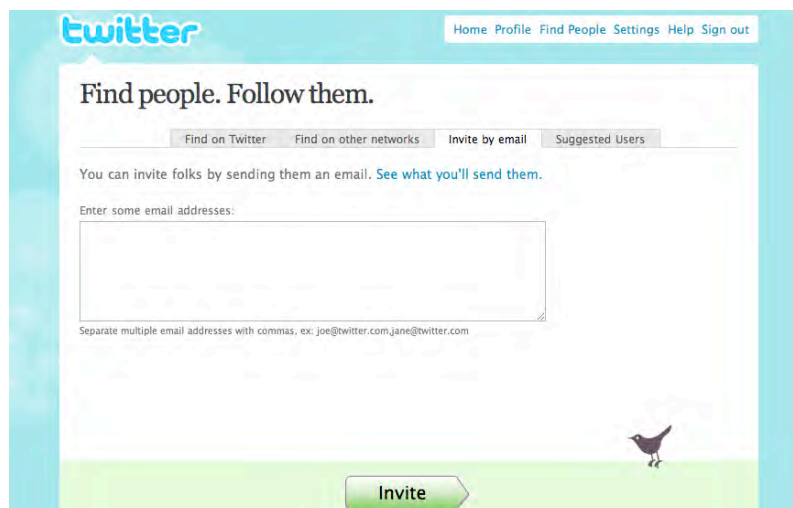 twitter
Home Profile Find People Settings Help Sign out
Find people. Follow them.
Find on Twitter Find on other networks Invite by email Suggested Users
You can invite folks by sending them an email. See what you'll send them.
Enter some email addresses:
Separate multiple email addresses with commas, ex: joe@twitter.com,jane@twitter.com
Invite